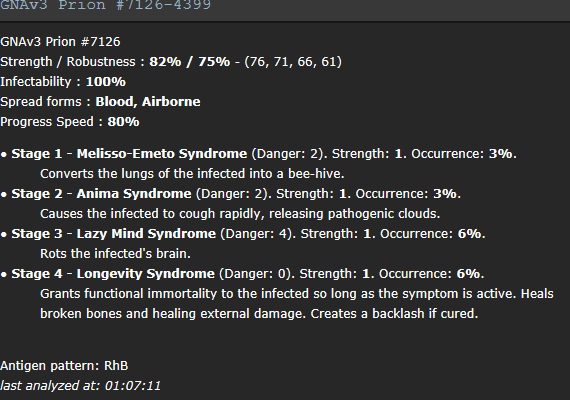 GNAv3 Prion #7126-4399
GNAv3 Prion #7126
Strength / Robustness : 82% / 75% - (76, 71, 66, 61)
Infectability : 100%
Spread forms : Blood, Airborne
Progress Speed : 80%
● Stage 1 - Melisso-Emeto Syndrome (Danger: 2). Strength: 1. Occurrence: 3%.
Converts the lungs of the infected into a bee-hive.
● Stage 2 - Anima Syndrome (Danger: 2). Strength: 1. Occurrence: 3%.
Causes the infected to cough rapidly, releasing pathogenic clouds.
● Stage 3 - Lazy Mind Syndrome (Danger: 4). Strength: 1. Occurrence: 6%.
Rots the infected's brain.
● Stage 4 - Longevity Syndrome (Danger: 0). Strength: 1. Occurrence: 6%.
Grants functional immortality to the infected so long as the symptom is active. Heals
broken bones and healing external damage. Creates a backlash if cured.
Antigen pattern: RhB
last analyzed at: 01:07:11